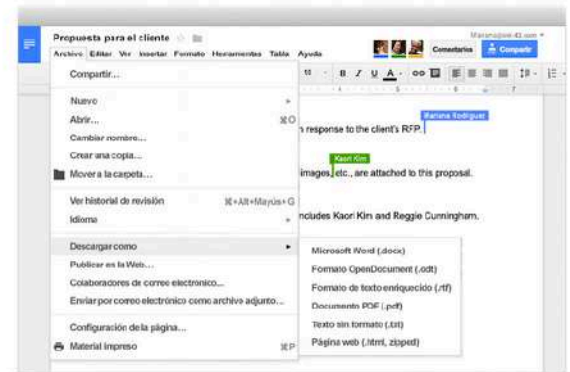 Propuesta para el cliente
Archivo Editar Ver Insertar Formato Herramientas Tabla Ayuda
Comentarios
Compartir
Compartir...
Nuevo
Abrir... ⌘O
Cambiar nombre...
Crear una copia...
Mover a la carpeta...
Ver historial de revisión ⌘+Alt+Mayús+G
Idioma
Descargar como
Publicar en la Web...
Colaboradores de correo electrónico...
Enviar por correo electrónico como archivo adjunto...
Configuración de la página...
Material impreso ⌘P
Microsoft Word (.docx)
Formato OpenDocument (.odt)
Formato de texto enriquecido (.rtf)
Documento PDF (.pdf)
Texto sin formato (.txt)
Página web (.html, zipped)
B I U A
Mariana Rodriguez
response to the client's RFP.
Kaori Kim
images, etc., are attached to this proposal.
ncludes Kaori Kim and Reggie Cunningham.